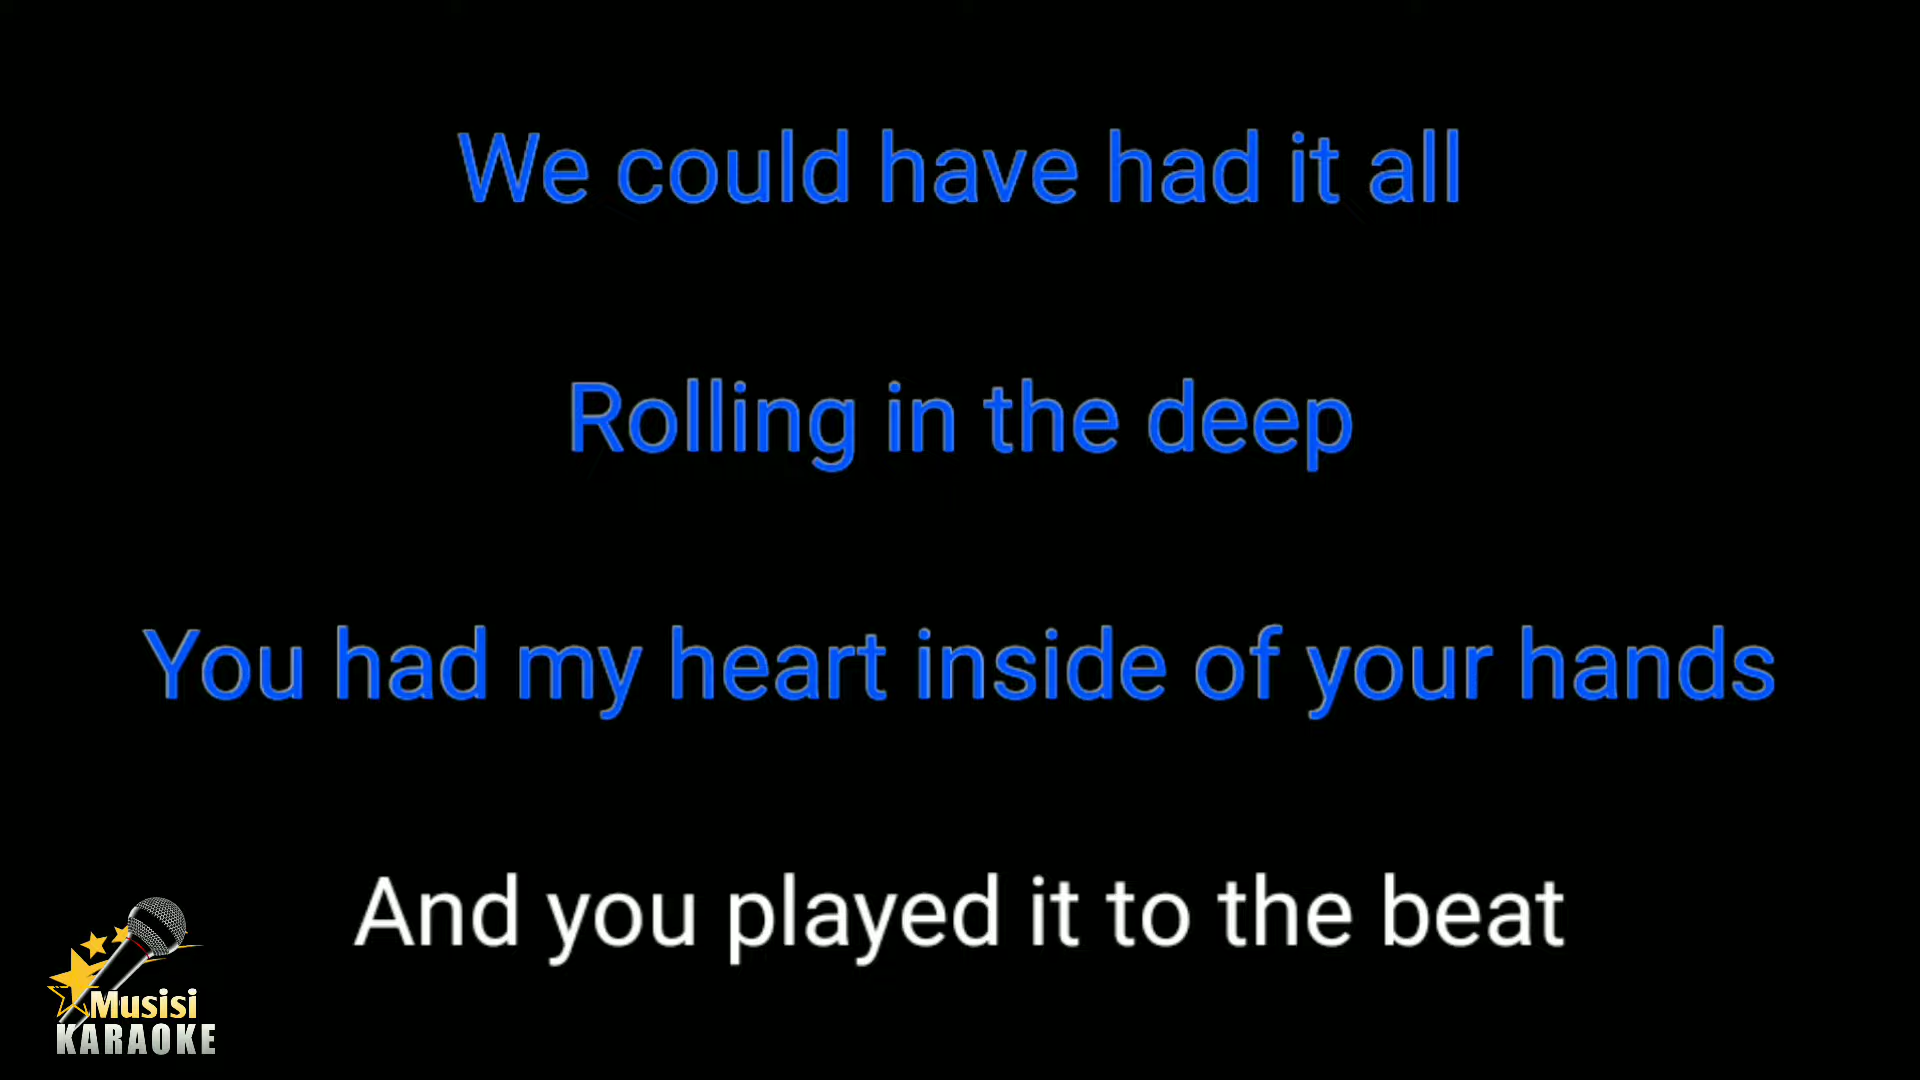 We could have had it all
Rolling in the deep
You had my heart inside of your hands
And you played it to the beat
Musisi
KARAOKE